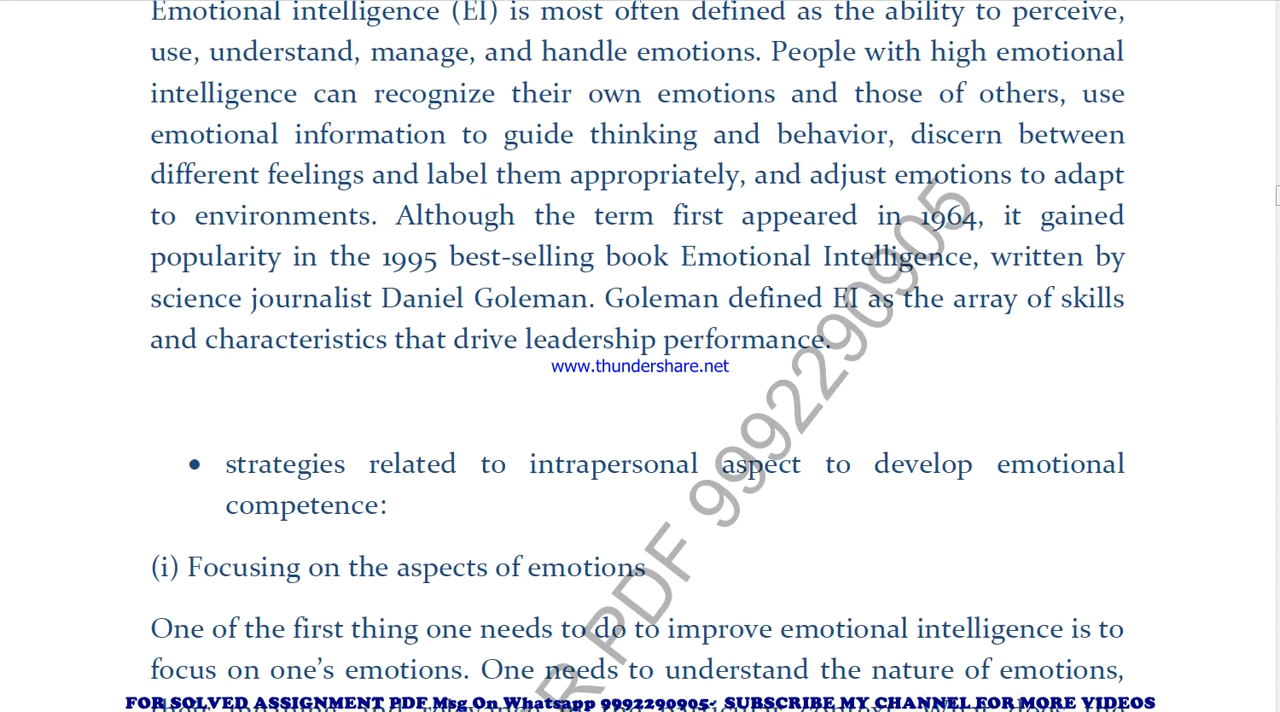 Emotional intelligence (EI) is most often defined as the ability to perceive,
use, understand, manage, and handle emotions. People with high emotional
intelligence can recognize their own emotions and those of others, use
emotional information to guide thinking and behavior, discern between
different feelings and label them appropriately, and adjust emotions to adapt
to environments. Although the term first appeared in 1964, it gained
popularity in the 1995 best-selling book Emotional Intelligence, written by
science journalist Daniel Goleman. Goleman defined EI as the array of skills
and characteristics that drive leadership performance.
www.thundershare.net
• strategies related to intrapersonal aspect to develop emotional
competence:
(i) Focusing on the aspects of emotions
One of the first thing one needs to do to improve emotional intelligence is to
focus on one's emotions. One needs to understand the nature of emotions,
R PDF 9992290905
FOR SOLVED ASSIGNMENT PDF Msg On Whatsapp 9992290905- SUBSCRIBE MY CHANNEL FOR MORE VIDEOS